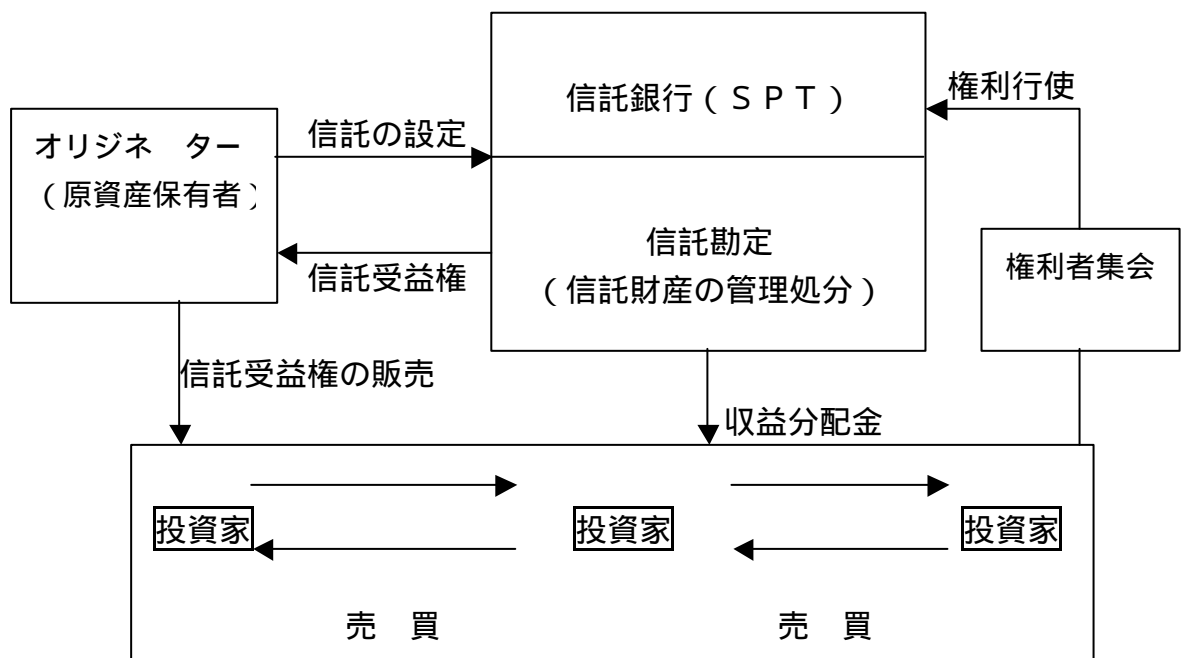 信託銀行（ＳＰＴ）
権利行使
オリジネ　ター
（原資産保有者）
信託の設定
信託勘定
（信託財産の管理処分）
信託受益権
権利者集会
信託受益権の販売
収益分配金
投資家
投資家
投資家
売　買
売　買